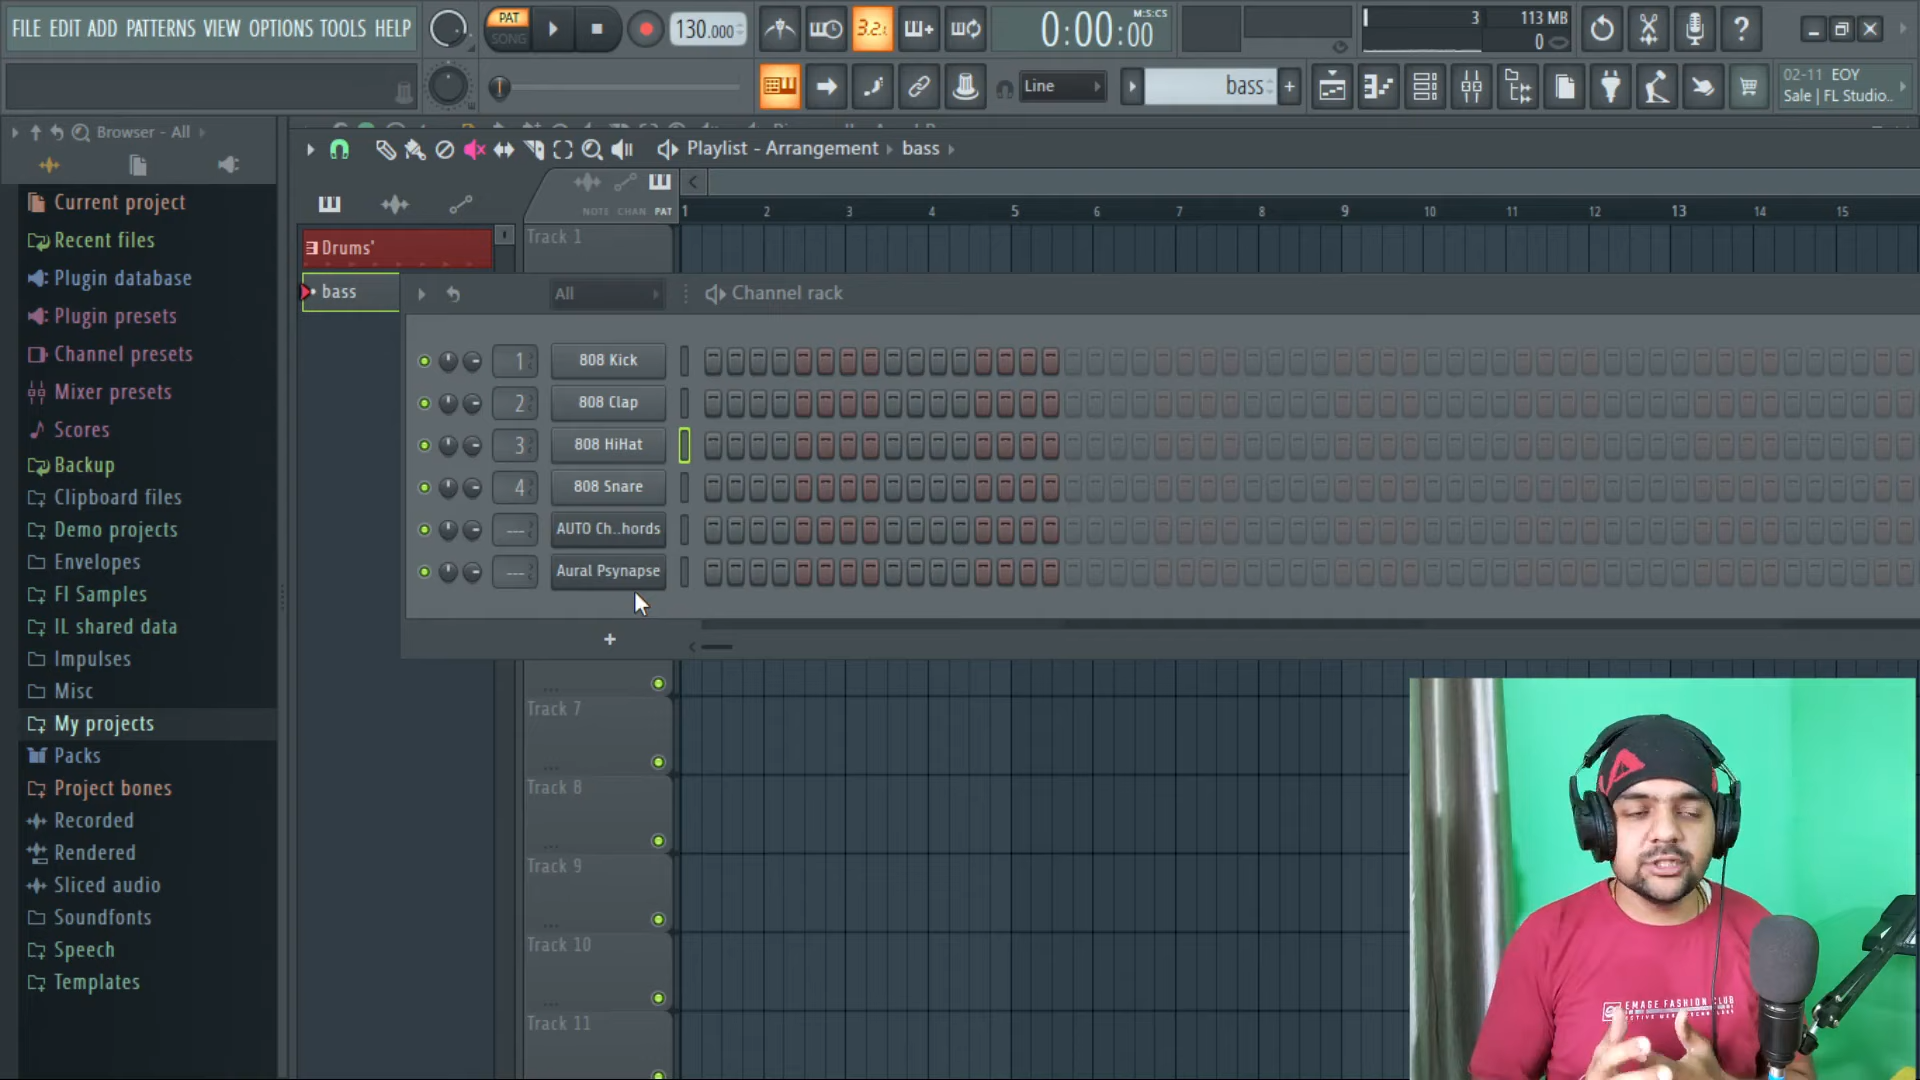 FILE EDIT ADD PATTERNS VIEW OPTIONS TOOLS HELP
PAT
SONG
130.000
3.2.
0:00:00
M:S:CS
3
113 MB
0
Line
bass
02-11 EOY
Sale | FL Studio..
Browser - All
Playlist - Arrangement
bass
NOTE CHAN PAT
1 2 3 4 5 6 7 8 9 10 11 12 13 14 15
Current project
Recent files
Plugin database
Plugin presets
Channel presets
Mixer presets
Scores
Backup
Clipboard files
Demo projects
Envelopes
Fl Samples
IL shared data
Impulses
Misc
My projects
Packs
Project bones
Recorded
Rendered
Sliced audio
Soundfonts
Speech
Templates
Drums'
bass
Track 1
All
Channel rack
1 808 Kick
2 808 Clap
3 808 HiHat
4 808 Snare
--- AUTO Ch..hords
--- Aural Psynapse
Track 7
Track 8
Track 9
Track 10
Track 11
EMAGE FASHION CLUB